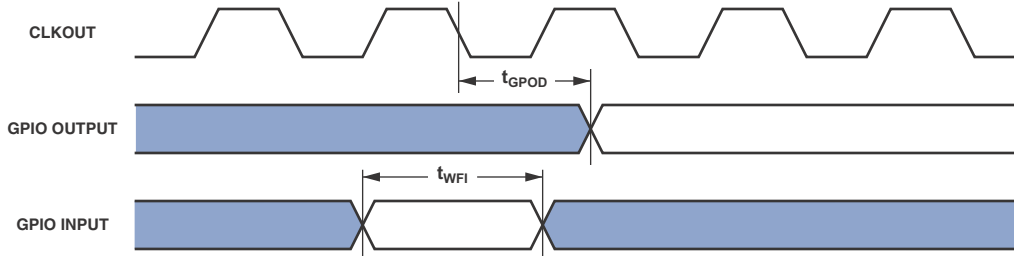 CLKOUT
tGPOD
GPIO OUTPUT
tWFI
GPIO INPUT